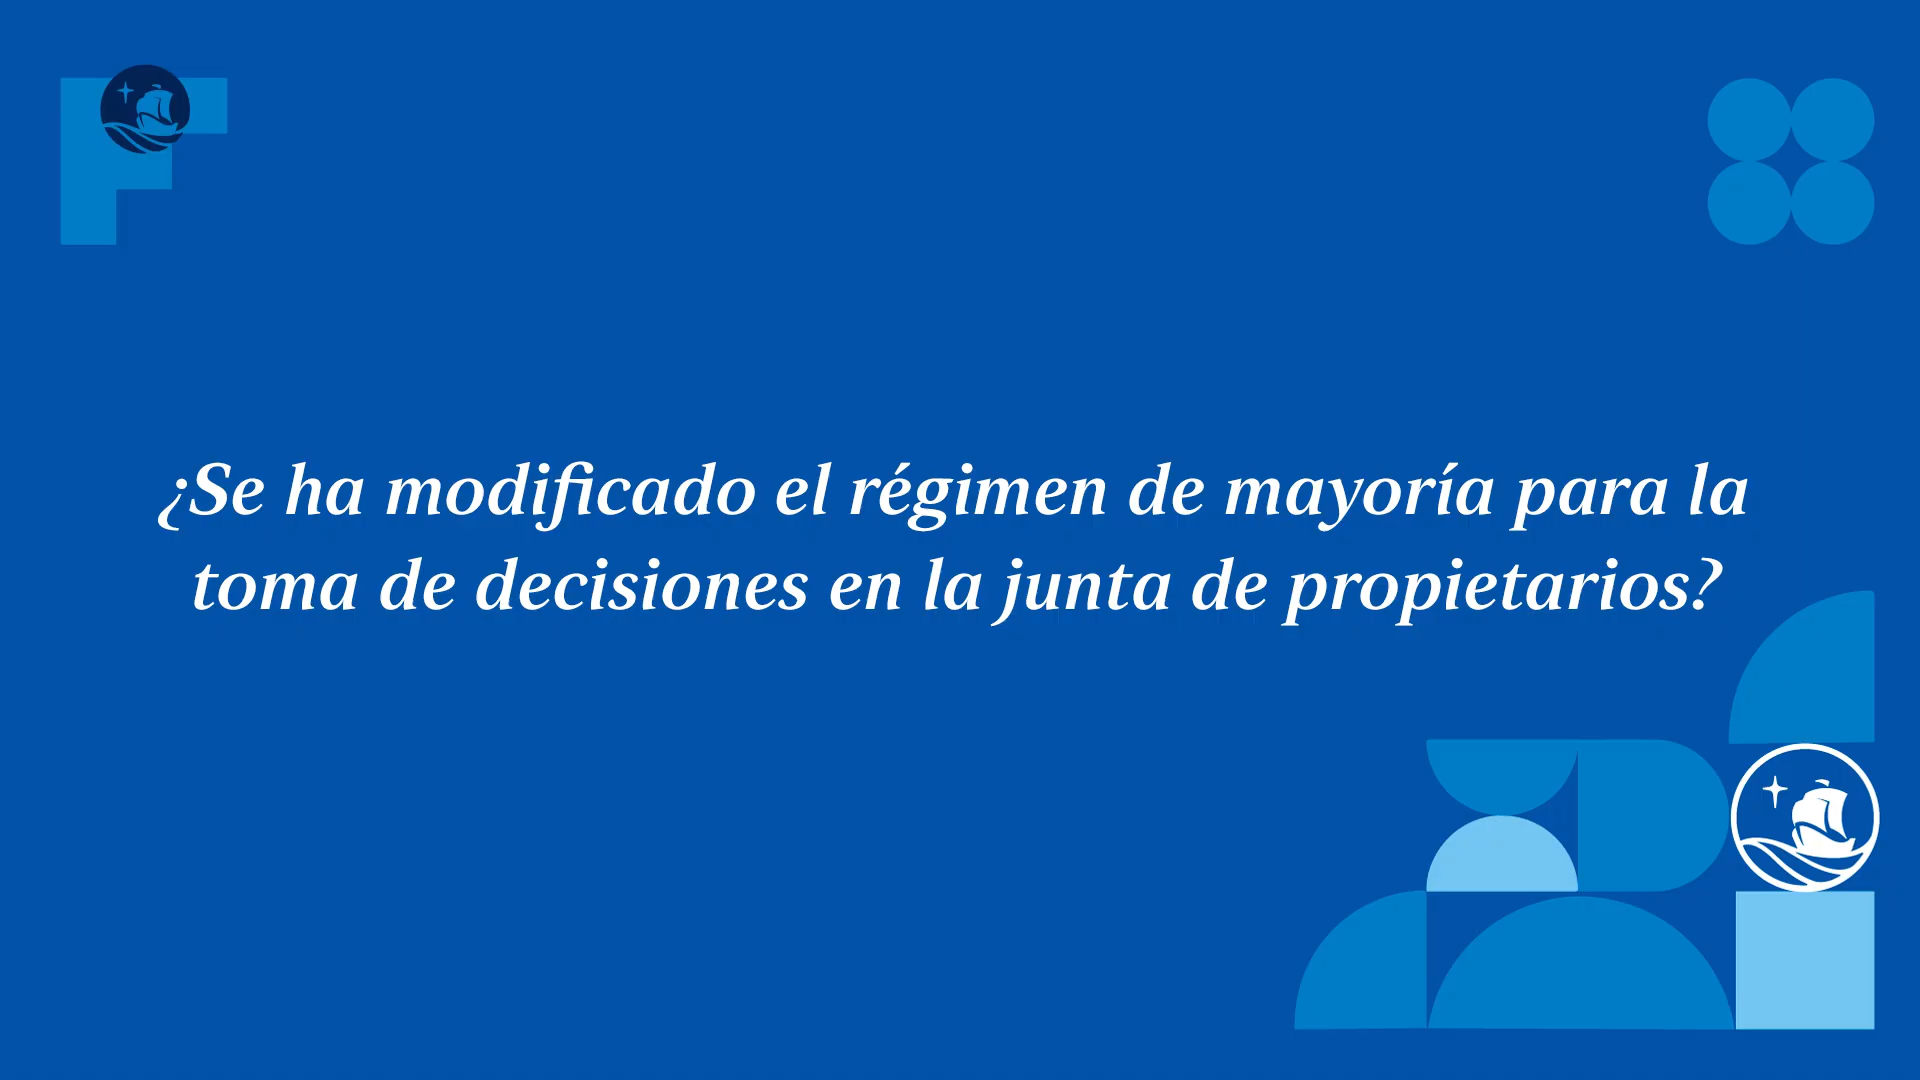 ¿Se ha modificado el régimen de mayoría para la
toma de decisiones en la junta de propietarios?